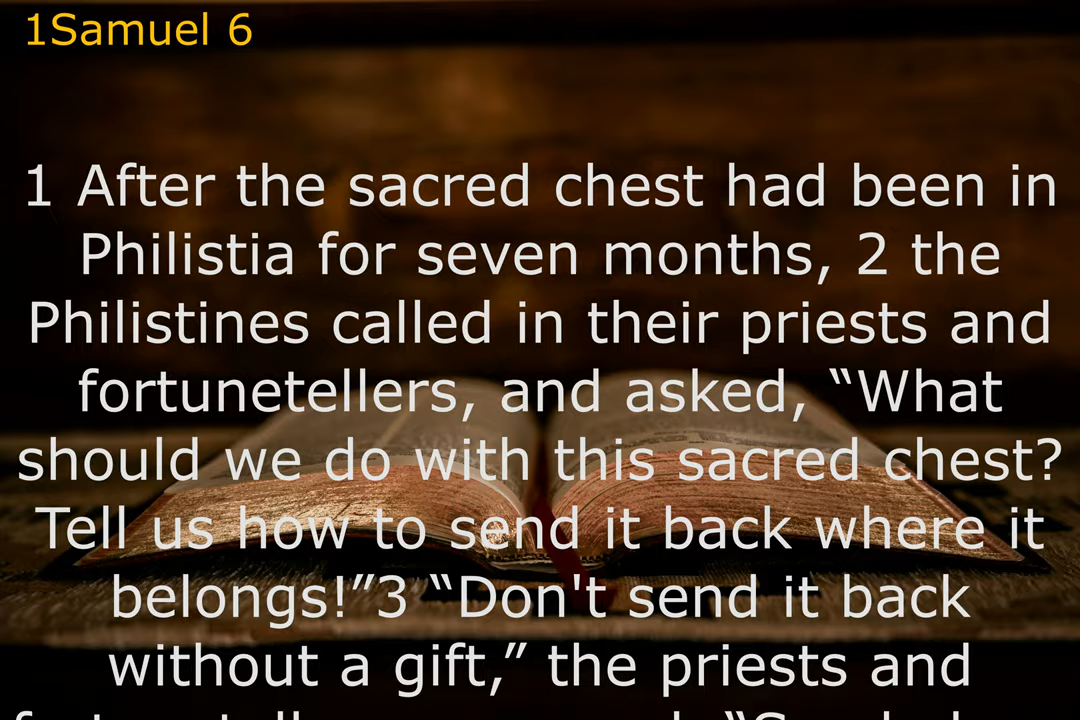 1Samuel 6
1 After the sacred chest had been in
Philistia for seven months, 2 the
Philistines called in their priests and
fortunetellers, and asked, “What
should we do with this sacred chest?
Tell us how to send it back where it
belongs!”3 “Don't send it back
without a gift,” the priests and